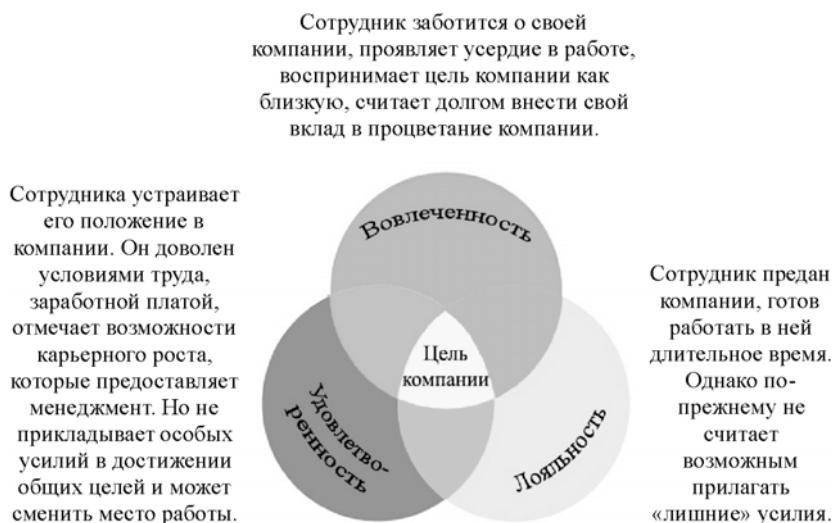 Сотрудник заботится о своей
компании, проявляет усердие в работе,
воспринимает цель компании как
близкую, считает долгом внести свой
вклад в процветание компании.
Сотрудника устраивает
его положение в
компании. Он доволен
условиями труда,
заработной платой,
отмечает возможности
карьерного роста,
которые предоставляет
менеджмент. Но не
прикладывает особых
усилий в достижении
общих целей и может
сменить место работы.
Вовлеченность
Цель
компании
Удовлетво-
ренность
Лояльность
Сотрудник предан
компании, готов
работать в ней
длительное время.
Однако по-
прежнему не
считает
возможным
прилагать
«лишние» усилия.